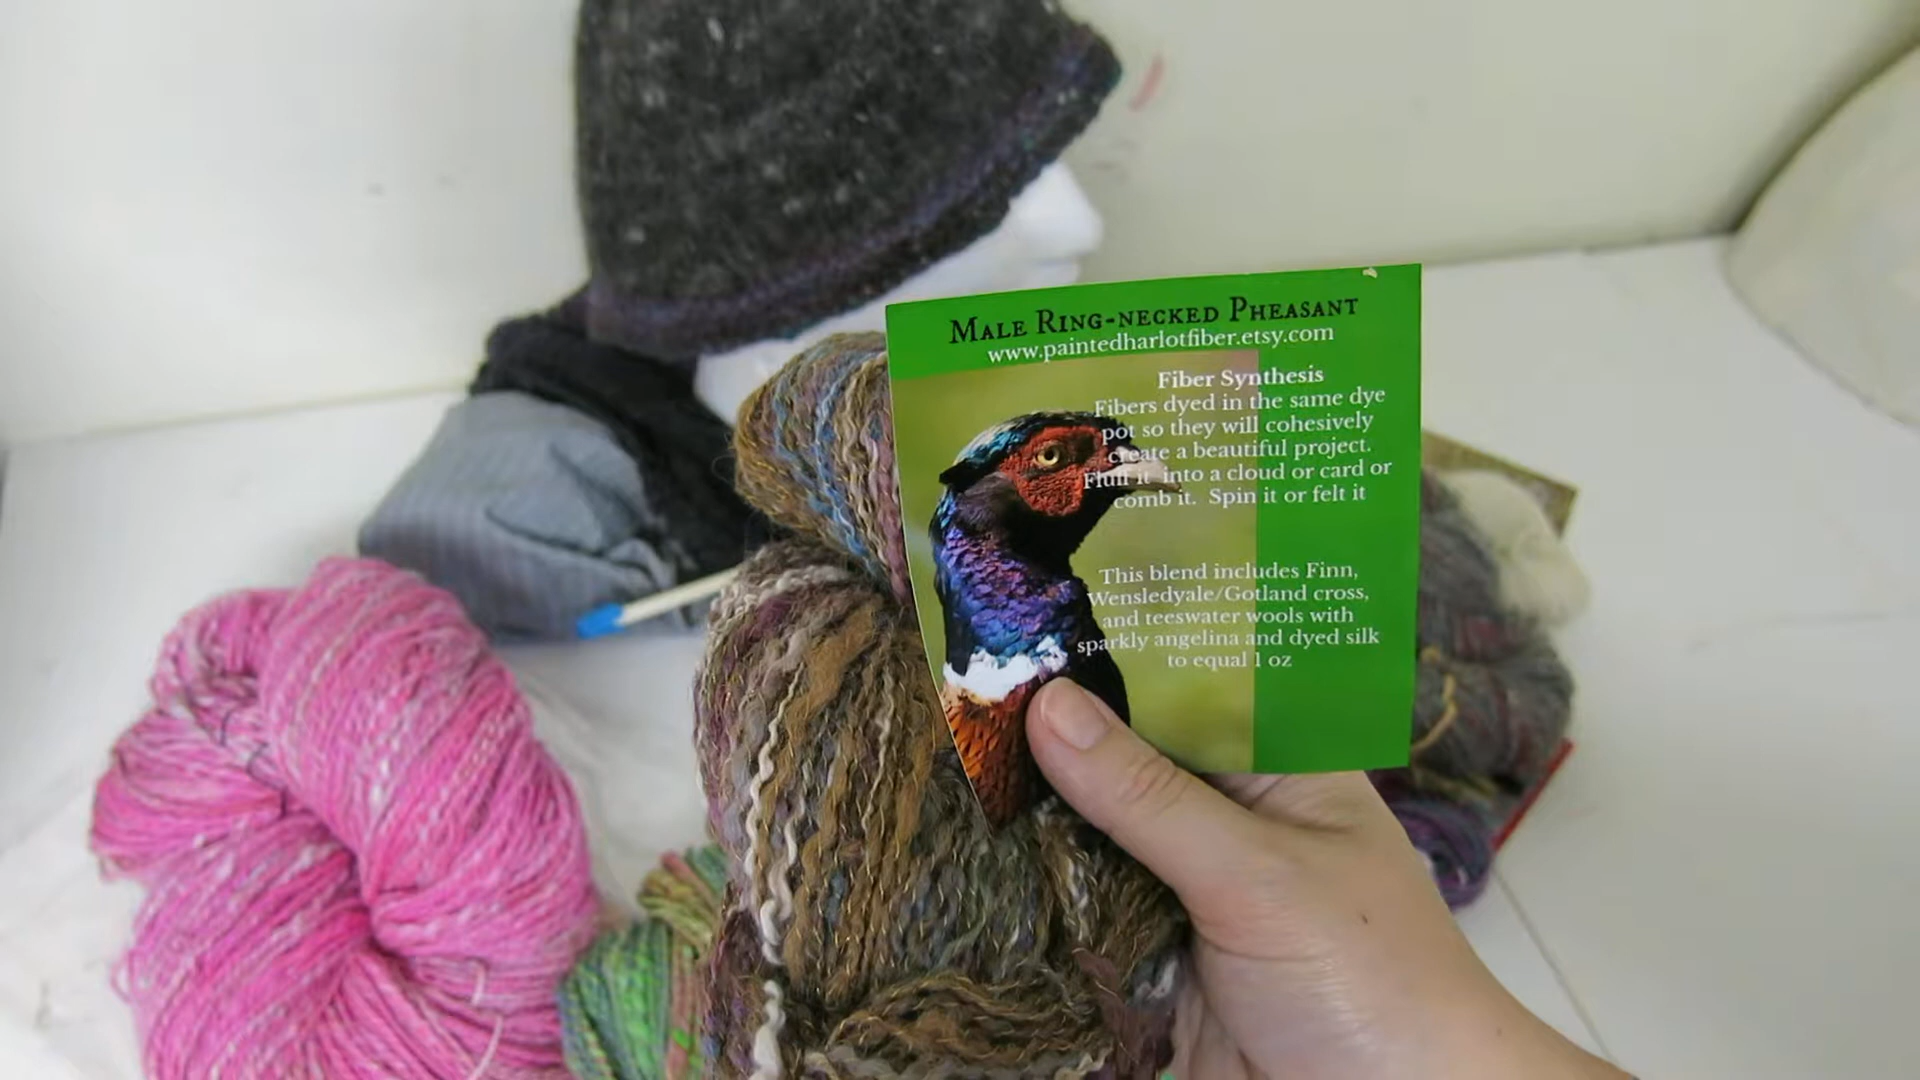 Male Ring-necked Pheasant
www.paintedharlotfiber.etsy.com
Fiber Synthesis
Fibers dyed in the same dye
pot so they will cohesively
create a beautiful project.
Fluff it into a cloud or card or
comb it. Spin it or felt it
This blend includes Finn,
Wensledyale/Gotland cross,
and teeswater wools with
sparkly angelina and dyed silk
to equal 1 oz